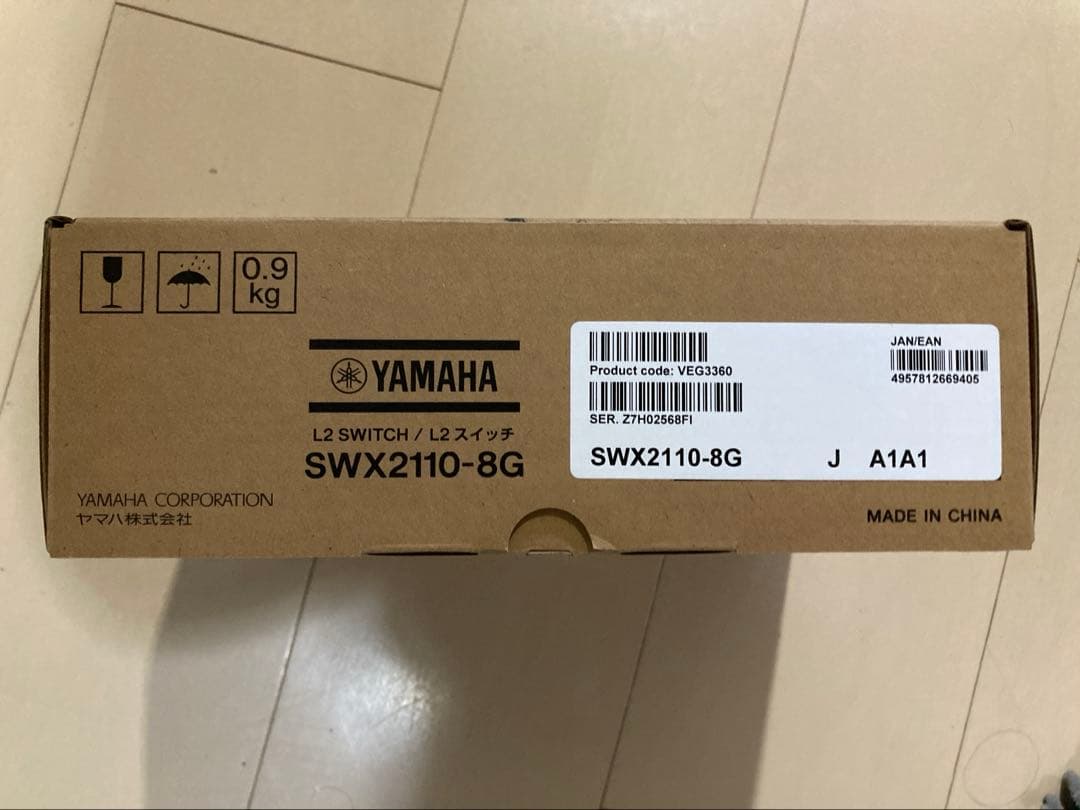 0.9
kg
YAMAHA
L2 SWITCH / L2 スイッチ
SWX2110-8G
YAMAHA CORPORATION
ヤマハ株式会社
Product code: VEG3360
SER. Z7H02568FI
SWX2110-8G J A1A1
JAN/EAN
4957812669405
MADE IN CHINA